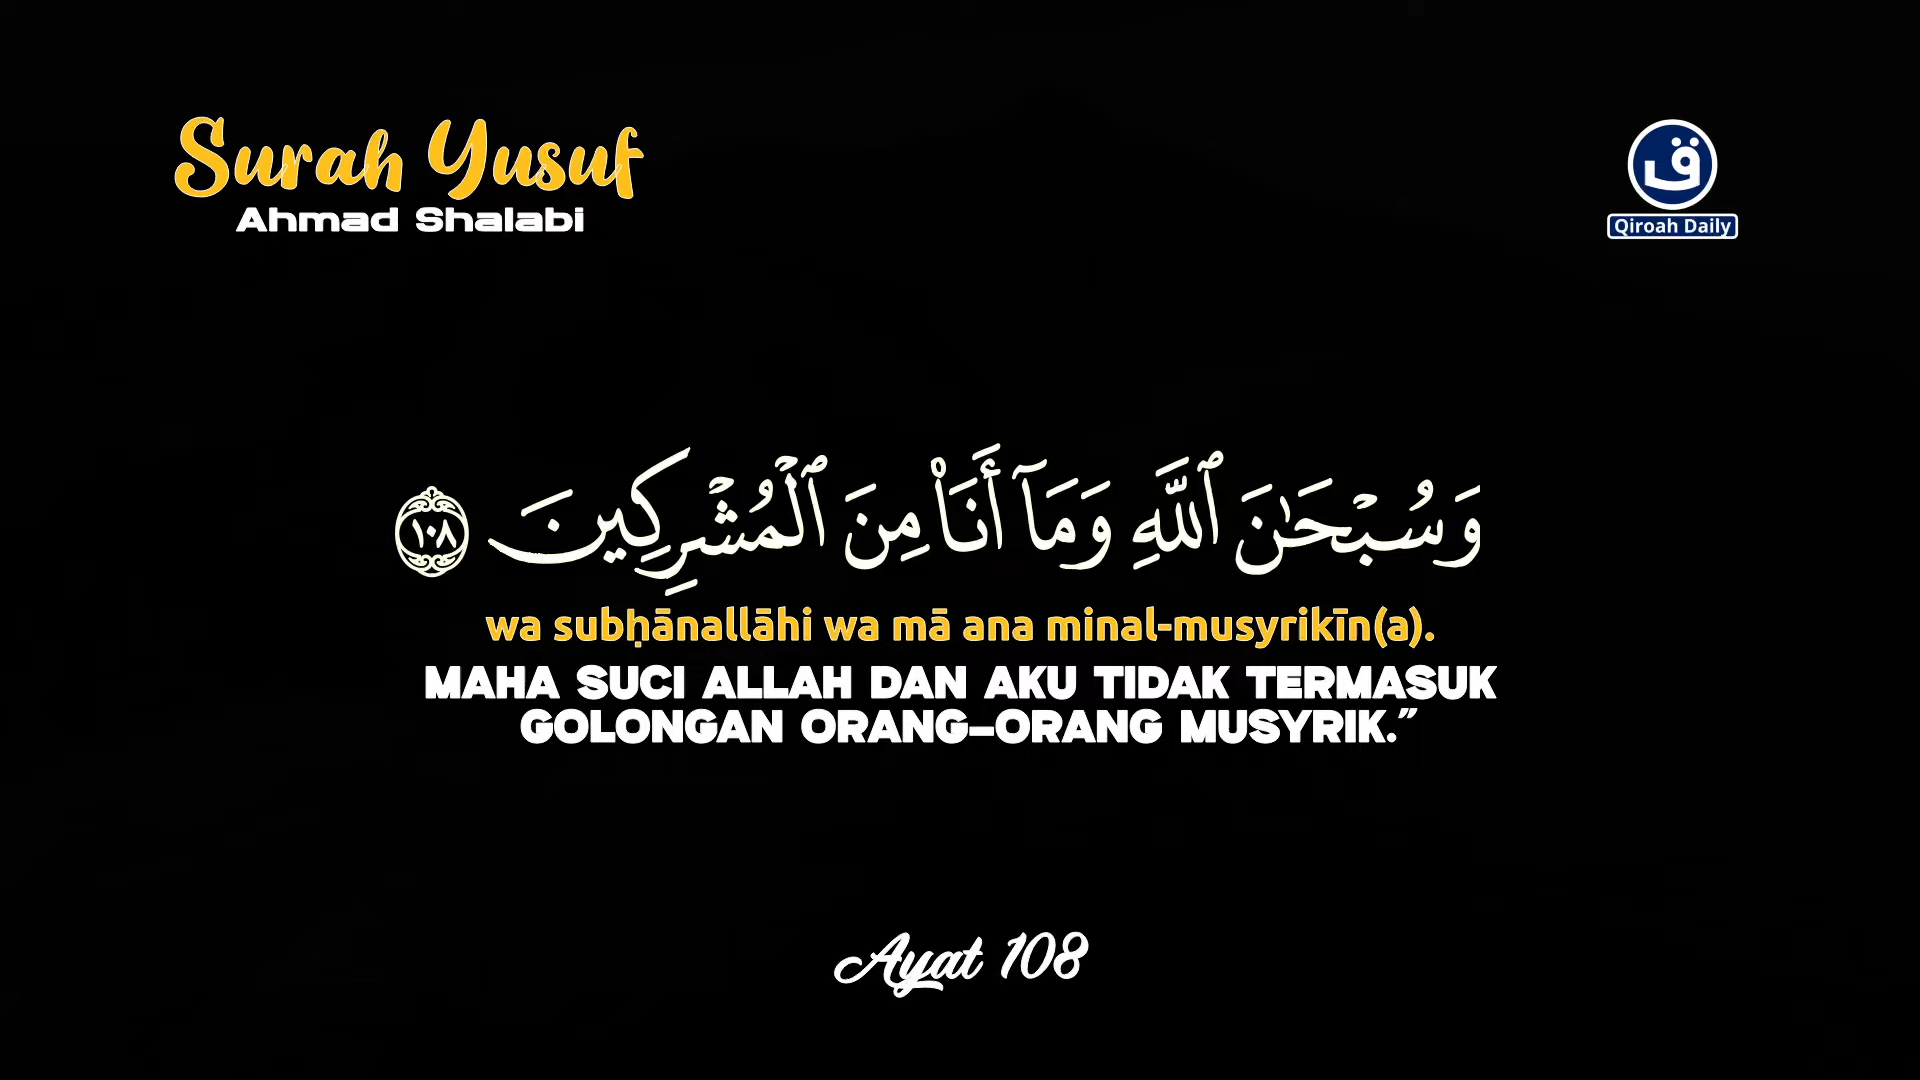 Surah Yusuf
Ahmad Shalabi
ق
Qiroah Daily
وَسُبْحَٰنَ ٱللَّهِ وَمَآ أَنَا۠ مِنَ ٱلْمُشْرِكِينَ ١٠٨
wa subḥānallāhi wa mā ana minal-musyrikīn(a).
MAHA SUCI ALLAH DAN AKU TIDAK TERMASUK
GOLONGAN ORANG-ORANG MUSYRIK.”
Ayat 108